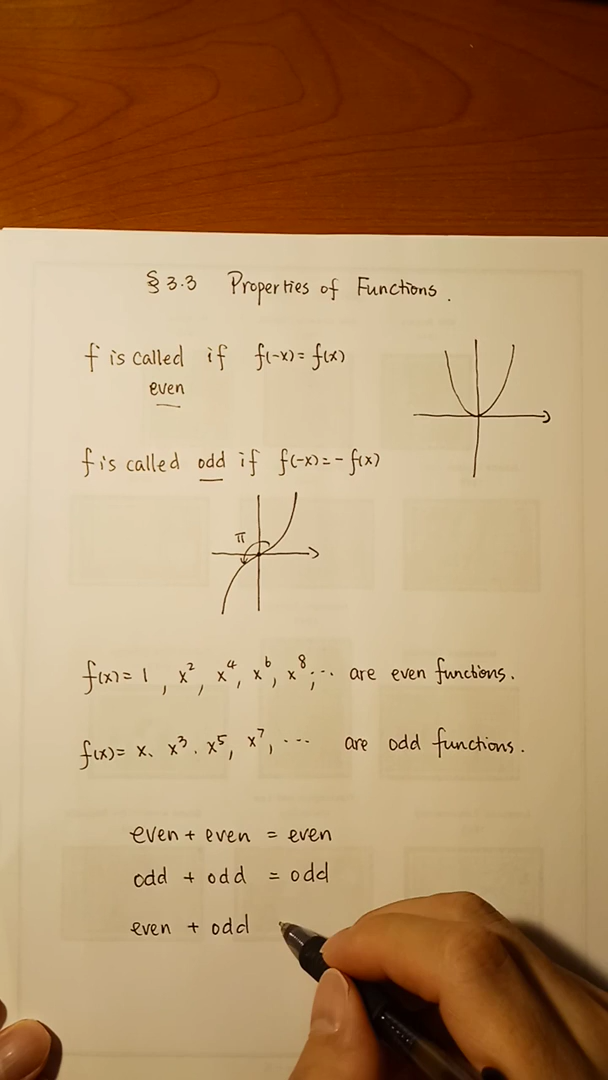 § 3.3 Properties of Functions.
f is called if f(-x) = f(x)
even
f is called odd if f(-x) = - f(x)
π
f(x) = 1, x², x⁴, x⁶, x⁸, ... are even functions.
f(x) = x、x³、x⁵, x⁷, ... are odd functions.
even + even = even
odd + odd = odd
even + odd